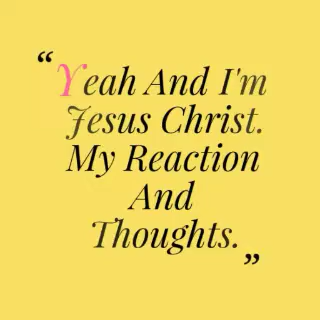 “Yeah And I'm
Jesus Christ.
My Reaction
And
Thoughts.”